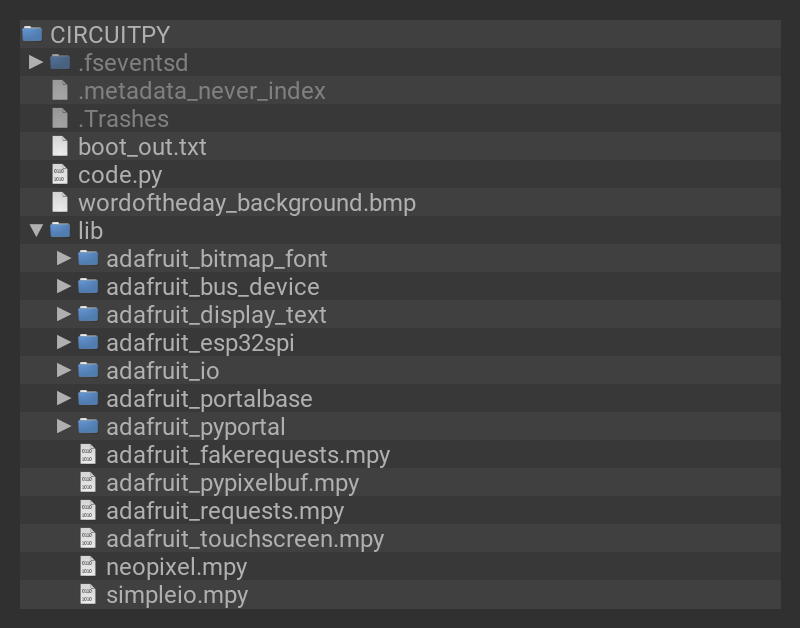 CIRCUITPY
.fseventsd
.metadata_never_index
.Trashes
boot_out.txt
code.py
wordoftheday_background.bmp
lib
adafruit_bitmap_font
adafruit_bus_device
adafruit_display_text
adafruit_esp32spi
adafruit_io
adafruit_portalbase
adafruit_pyportal
adafruit_fakerequests.mpy
adafruit_pypixelbuf.mpy
adafruit_requests.mpy
adafruit_touchscreen.mpy
neopixel.mpy
simpleio.mpy